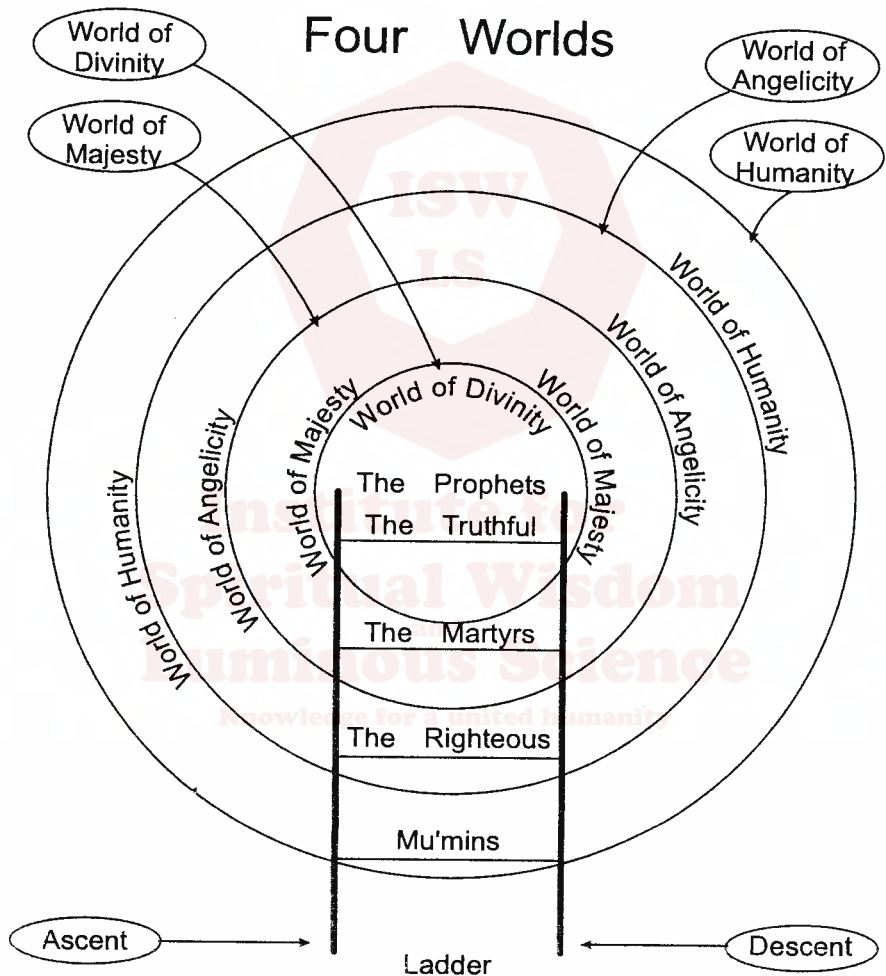 Four Worlds
World of
Divinity
World of
Majesty
World of
Angelicity
World of
Humanity
ISW
LS
World of Humanity
World of Angelicity
World of Majesty
World of Divinity
World of Majesty
World of Angelicity
World of Humanity
The Prophets
The Truthful
The Martyrs
The Righteous
Mu'mins
Institute for
Spiritual Wisdom
and
Luminous Science
Knowledge for a united humanity
Ascent
Ladder
Descent